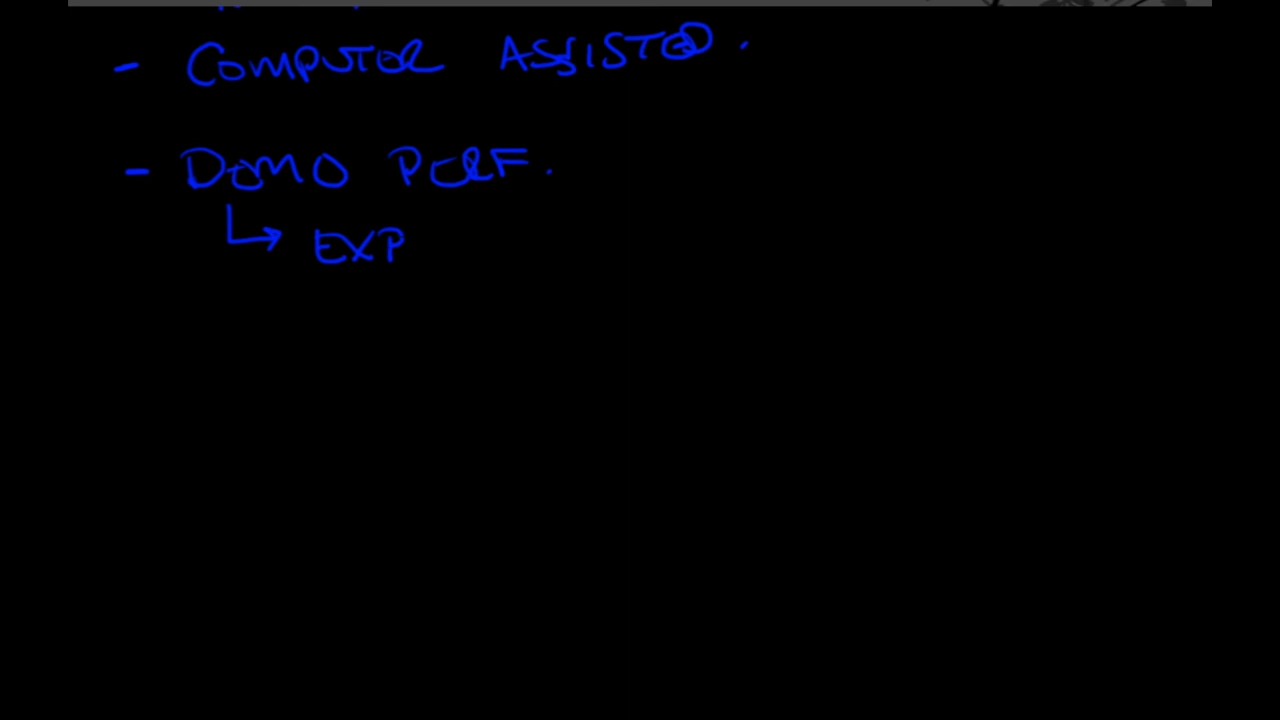 - COMPUTER ASSISTED.
- DEMO PERF.
EXP